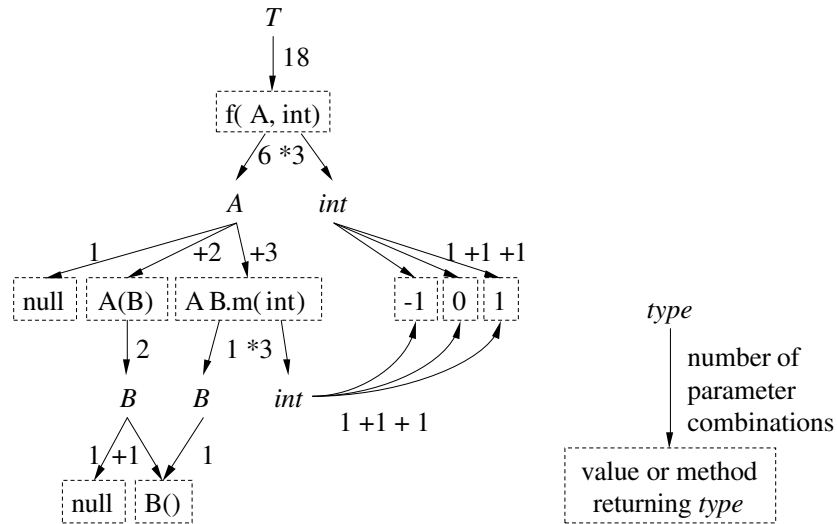 T
18
f( A, int)
6 *3
A int
1 +2 +3 1 +1 +1
null A(B) A B.m( int) -1 0 1
type
2 1 *3
number of
parameter
combinations
B B int
1 +1 + 1
1 +1 1
null B()
value or method
returning type